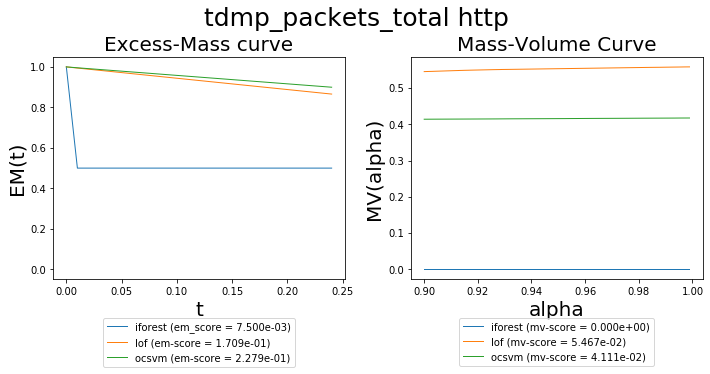 tdmp_packets_total http
Excess-Mass curve
1.0
0.8
0.6
0.4
0.2
0.0
EM(t)
0.00 0.05 0.10 0.15 0.20 0.25
t
iforest (em_score = 7.500e-03)
lof (em-score = 1.709e-01)
ocsvm (em-score = 2.279e-01)
Mass-Volume Curve
0.5
0.4
0.3
0.2
0.1
0.0
MV(alpha)
0.90 0.92 0.94 0.96 0.98 1.00
alpha
iforest (mv-score = 0.000e+00)
lof (mv-score = 5.467e-02)
ocsvm (mv-score = 4.111e-02)